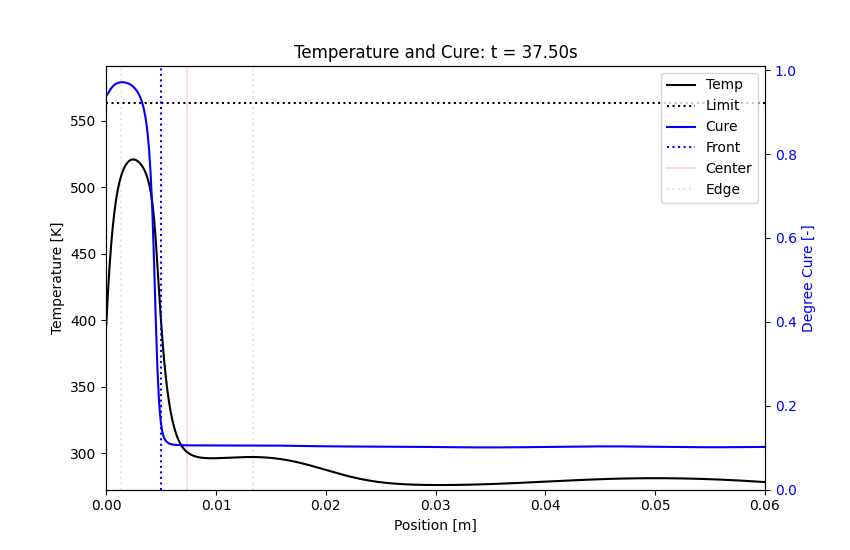 Temperature and Cure: t = 37.50s
Temp
Limit
Cure
Front
Center
Edge
Temperature [K]
550
500
450
400
350
300
Degree Cure [-]
1.0
0.8
0.6
0.4
0.2
0.0
0.00 0.01 0.02 0.03 0.04 0.05 0.06
Position [m]